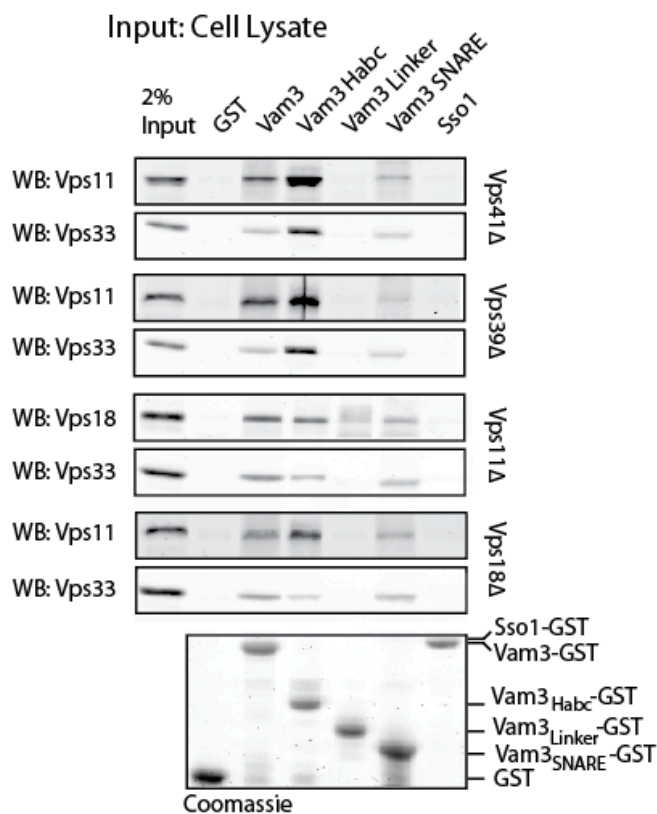 Input: Cell Lysate
2% Input
GST
Vam3
Vam3 Habc
Vam3 Linker
Vam3 SNARE
Sso1
WB: Vps11
WB: Vps33
Vps41Δ
WB: Vps11
WB: Vps33
Vps39Δ
WB: Vps18
WB: Vps33
Vps11Δ
WB: Vps11
WB: Vps33
Vps18Δ
Sso1-GST
Vam3-GST
Vam3Habc-GST
Vam3Linker-GST
Vam3SNARE-GST
GST
Coomassie